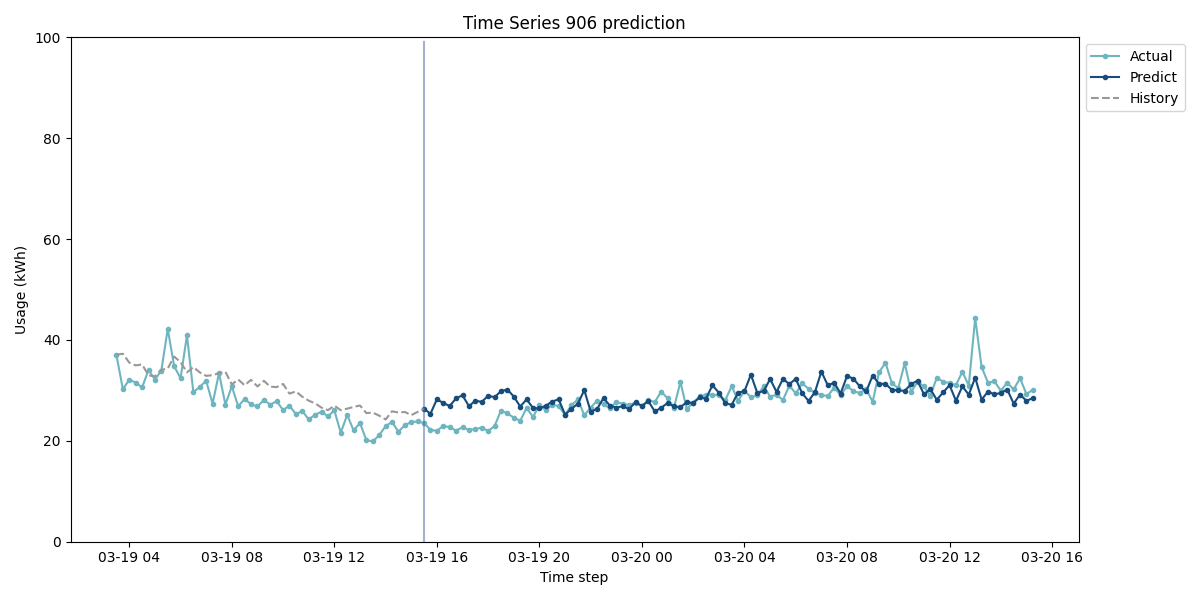 Time Series 906 prediction
100
80
60
40
20
0
Usage (kWh)
03-19 04
03-19 08
03-19 12
03-19 16
03-19 20
03-20 00
03-20 04
03-20 08
03-20 12
03-20 16
Time step
Actual
Predict
History